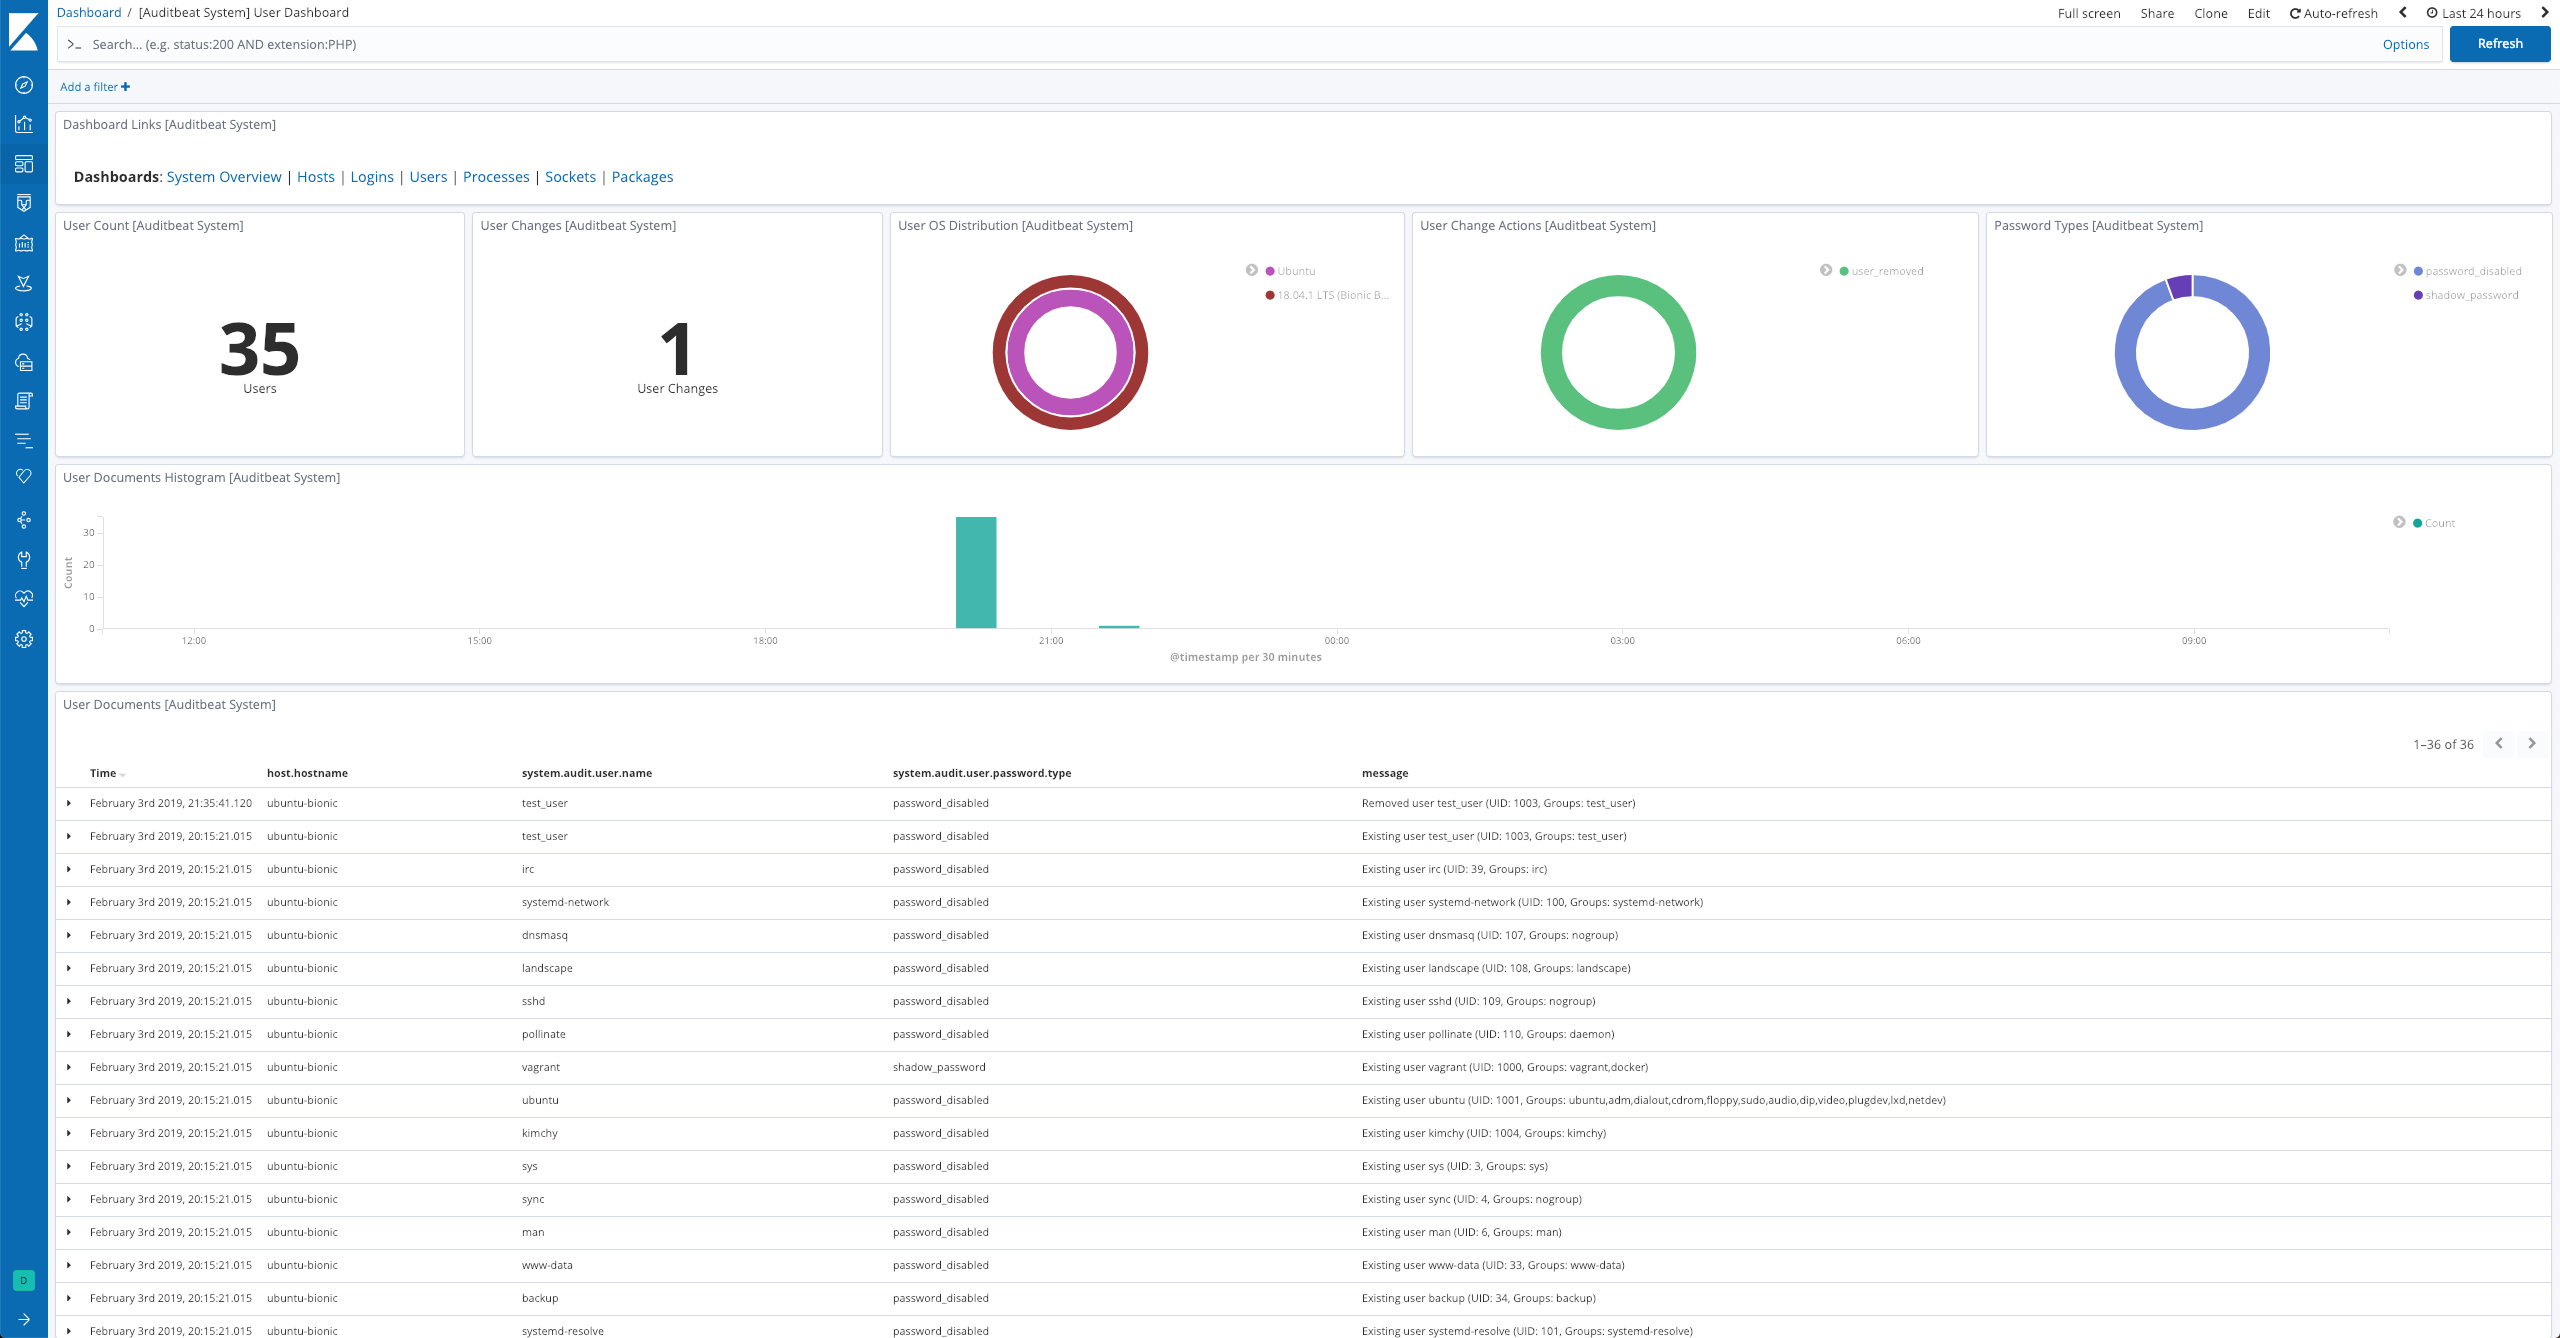 Dashboard / [Auditbeat System] User Dashboard
Full screen Share Clone Edit Auto-refresh Last 24 hours
>_ Search... (e.g. status:200 AND extension:PHP) Options Refresh
Add a filter +
Dashboard Links [Auditbeat System]
Dashboards: System Overview | Hosts | Logins | Users | Processes | Sockets | Packages
User Count [Auditbeat System]
35
Users
User Changes [Auditbeat System]
1
User Changes
User OS Distribution [Auditbeat System]
Ubuntu
18.04.1 LTS (Bionic B...
User Change Actions [Auditbeat System]
user_removed
Password Types [Auditbeat System]
password_disabled
shadow_password
User Documents Histogram [Auditbeat System]
Count
30
20
10
0
12:00 15:00 18:00 21:00 00:00 03:00 06:00 09:00
@timestamp per 30 minutes
Count
User Documents [Auditbeat System]
1–36 of 36
Time host.hostname system.audit.user.name system.audit.user.password.type message
February 3rd 2019, 21:35:41.120 ubuntu-bionic test_user password_disabled Removed user test_user (UID: 1003, Groups: test_user)
February 3rd 2019, 20:15:21.015 ubuntu-bionic test_user password_disabled Existing user test_user (UID: 1003, Groups: test_user)
February 3rd 2019, 20:15:21.015 ubuntu-bionic irc password_disabled Existing user irc (UID: 39, Groups: irc)
February 3rd 2019, 20:15:21.015 ubuntu-bionic systemd-network password_disabled Existing user systemd-network (UID: 100, Groups: systemd-network)
February 3rd 2019, 20:15:21.015 ubuntu-bionic dnsmasq password_disabled Existing user dnsmasq (UID: 107, Groups: nogroup)
February 3rd 2019, 20:15:21.015 ubuntu-bionic landscape password_disabled Existing user landscape (UID: 108, Groups: landscape)
February 3rd 2019, 20:15:21.015 ubuntu-bionic sshd password_disabled Existing user sshd (UID: 109, Groups: nogroup)
February 3rd 2019, 20:15:21.015 ubuntu-bionic pollinate password_disabled Existing user pollinate (UID: 110, Groups: daemon)
February 3rd 2019, 20:15:21.015 ubuntu-bionic vagrant shadow_password Existing user vagrant (UID: 1000, Groups: vagrant,docker)
February 3rd 2019, 20:15:21.015 ubuntu-bionic ubuntu password_disabled Existing user ubuntu (UID: 1001, Groups: ubuntu,adm,dialout,cdrom,floppy,sudo,audio,dip,video,plugdev,lxd,netdev)
February 3rd 2019, 20:15:21.015 ubuntu-bionic kimchy password_disabled Existing user kimchy (UID: 1004, Groups: kimchy)
February 3rd 2019, 20:15:21.015 ubuntu-bionic sys password_disabled Existing user sys (UID: 3, Groups: sys)
February 3rd 2019, 20:15:21.015 ubuntu-bionic sync password_disabled Existing user sync (UID: 4, Groups: nogroup)
February 3rd 2019, 20:15:21.015 ubuntu-bionic man password_disabled Existing user man (UID: 6, Groups: man)
February 3rd 2019, 20:15:21.015 ubuntu-bionic www-data password_disabled Existing user www-data (UID: 33, Groups: www-data)
February 3rd 2019, 20:15:21.015 ubuntu-bionic backup password_disabled Existing user backup (UID: 34, Groups: backup)
February 3rd 2019, 20:15:21.015 ubuntu-bionic systemd-resolve password_disabled Existing user systemd-resolve (UID: 101, Groups: systemd-resolve)
D